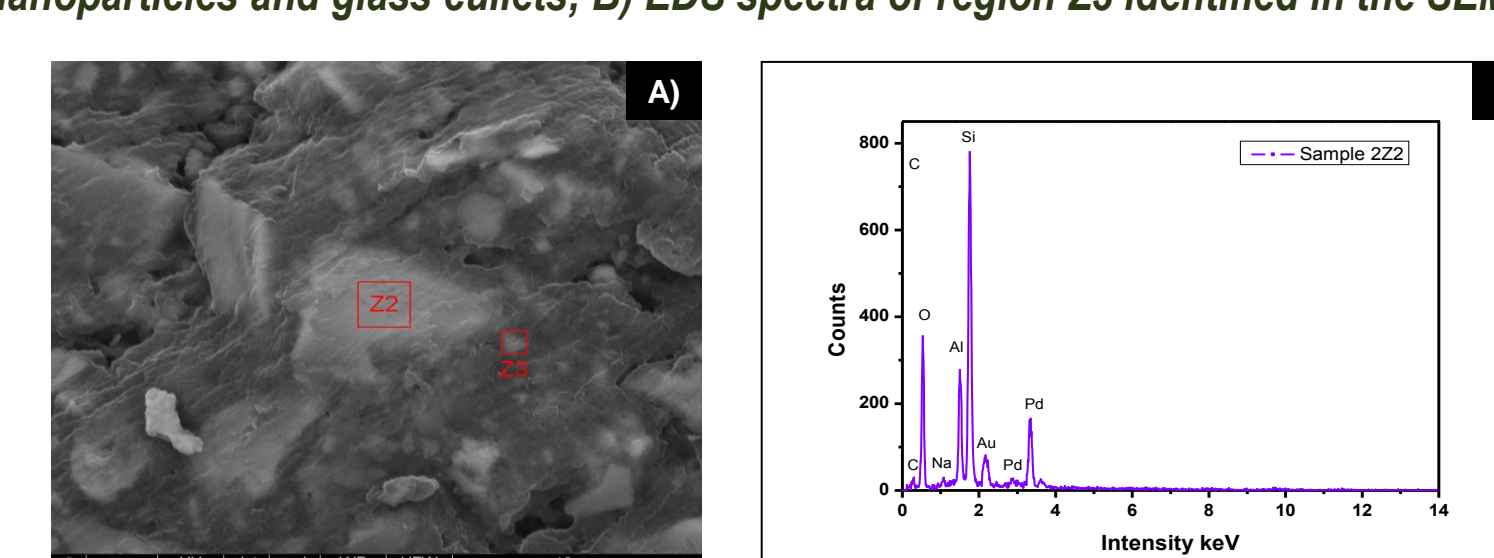 nanoparticles and glass cullets; B) EDS spectra of region Z3 identified in the SEM
A)
Z2
Z3
Sample 2Z2
800
600
400
200
0
Counts
C
Si
O
Al
C
Na
Au
Pd
Pd
0 2 4 6 8 10 12 14
Intensity keV